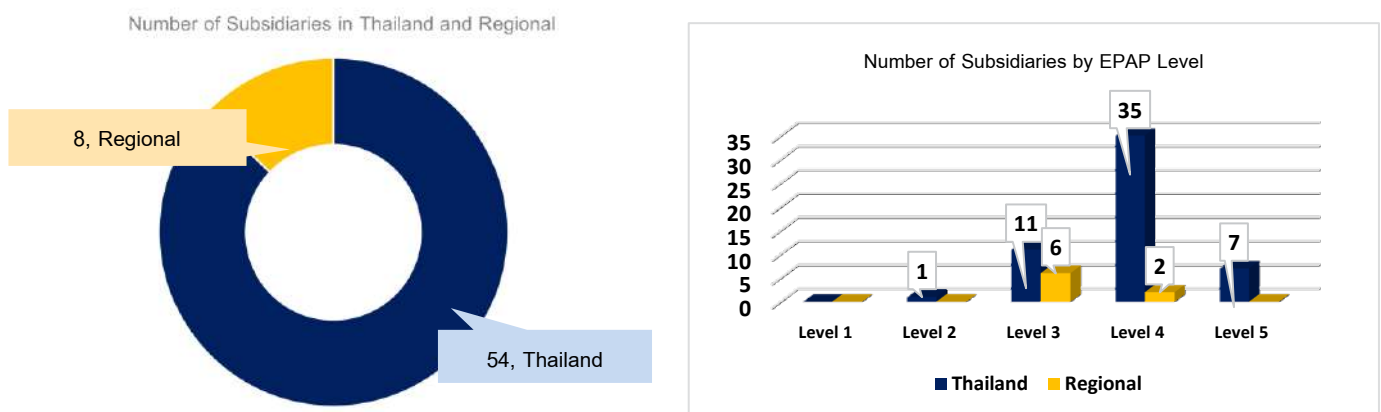 Number of Subsidiaries in Thailand and Regional
8, Regional
54, Thailand
Number of Subsidiaries by EPAP Level
35
30
25
20
15
10
5
0
1
11
6
35
2
7
Level 1
Level 2
Level 3
Level 4
Level 5
Thailand
Regional